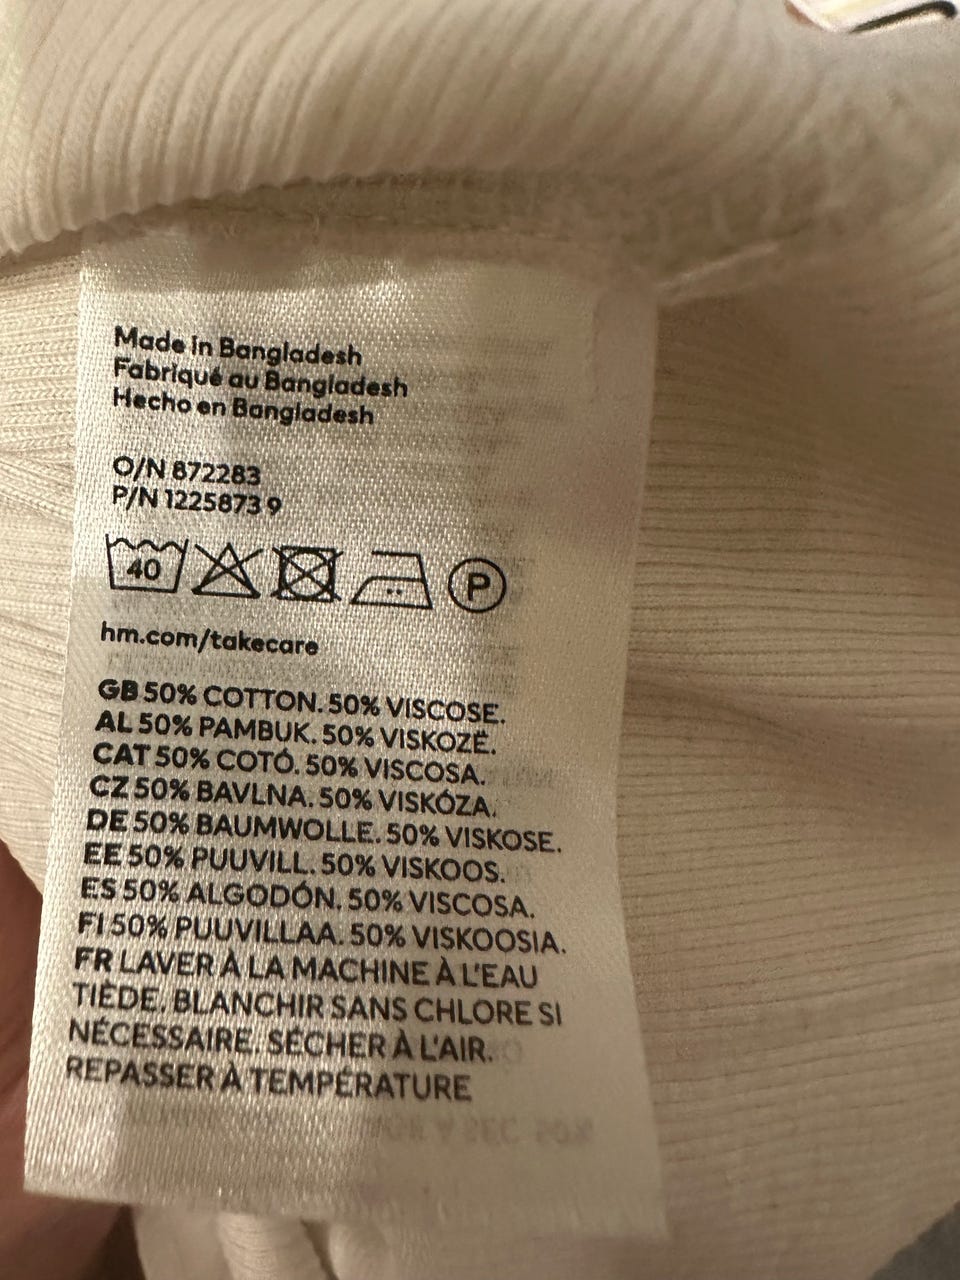 Made in Bangladesh
Fabriqué au Bangladesh
Hecho en Bangladesh
O/N 872283
P/N 1225873 9
40 P
hm.com/takecare
GB 50% COTTON. 50% VISCOSE.
AL 50% PAMBUK. 50% VISKOZË.
CAT 50% COTÓ. 50% VISCOSA.
CZ 50% BAVLNA. 50% VISKÓZA.
DE 50% BAUMWOLLE. 50% VISKOSE.
EE 50% PUUVILL. 50% VISKOOS.
ES 50% ALGODÓN. 50% VISCOSA.
FI 50% PUUVILLAA. 50% VISKOOSIA.
FR LAVER À LA MACHINE À L'EAU
TIÈDE. BLANCHIR SANS CHLORE SI
NÉCESSAIRE. SÉCHER À L'AIR.
REPASSER À TEMPÉRATURE